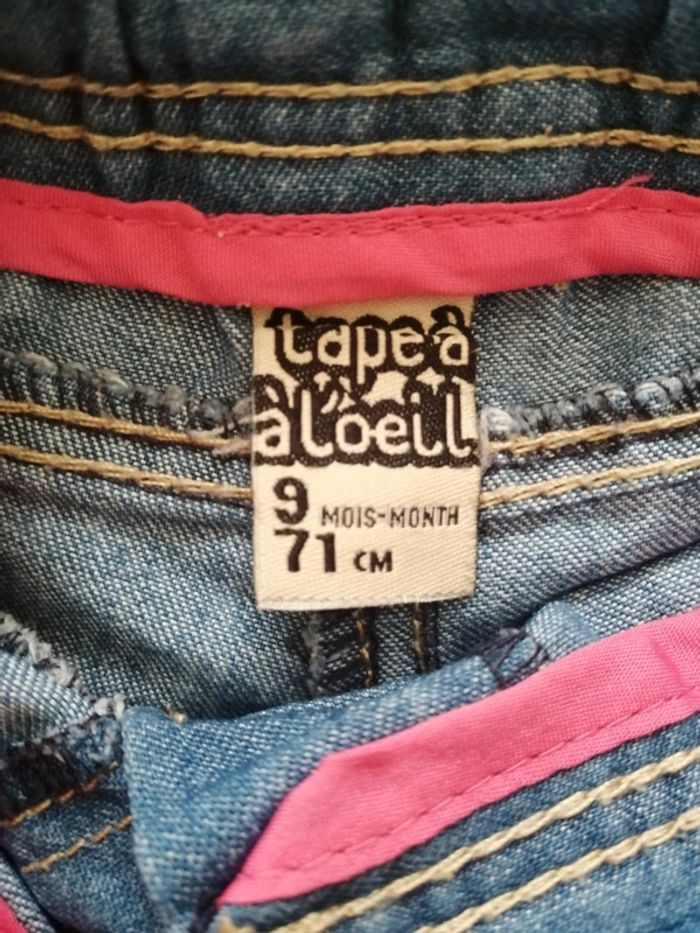 tape à
à l'oeil
9 MOIS-MONTH
71 CM